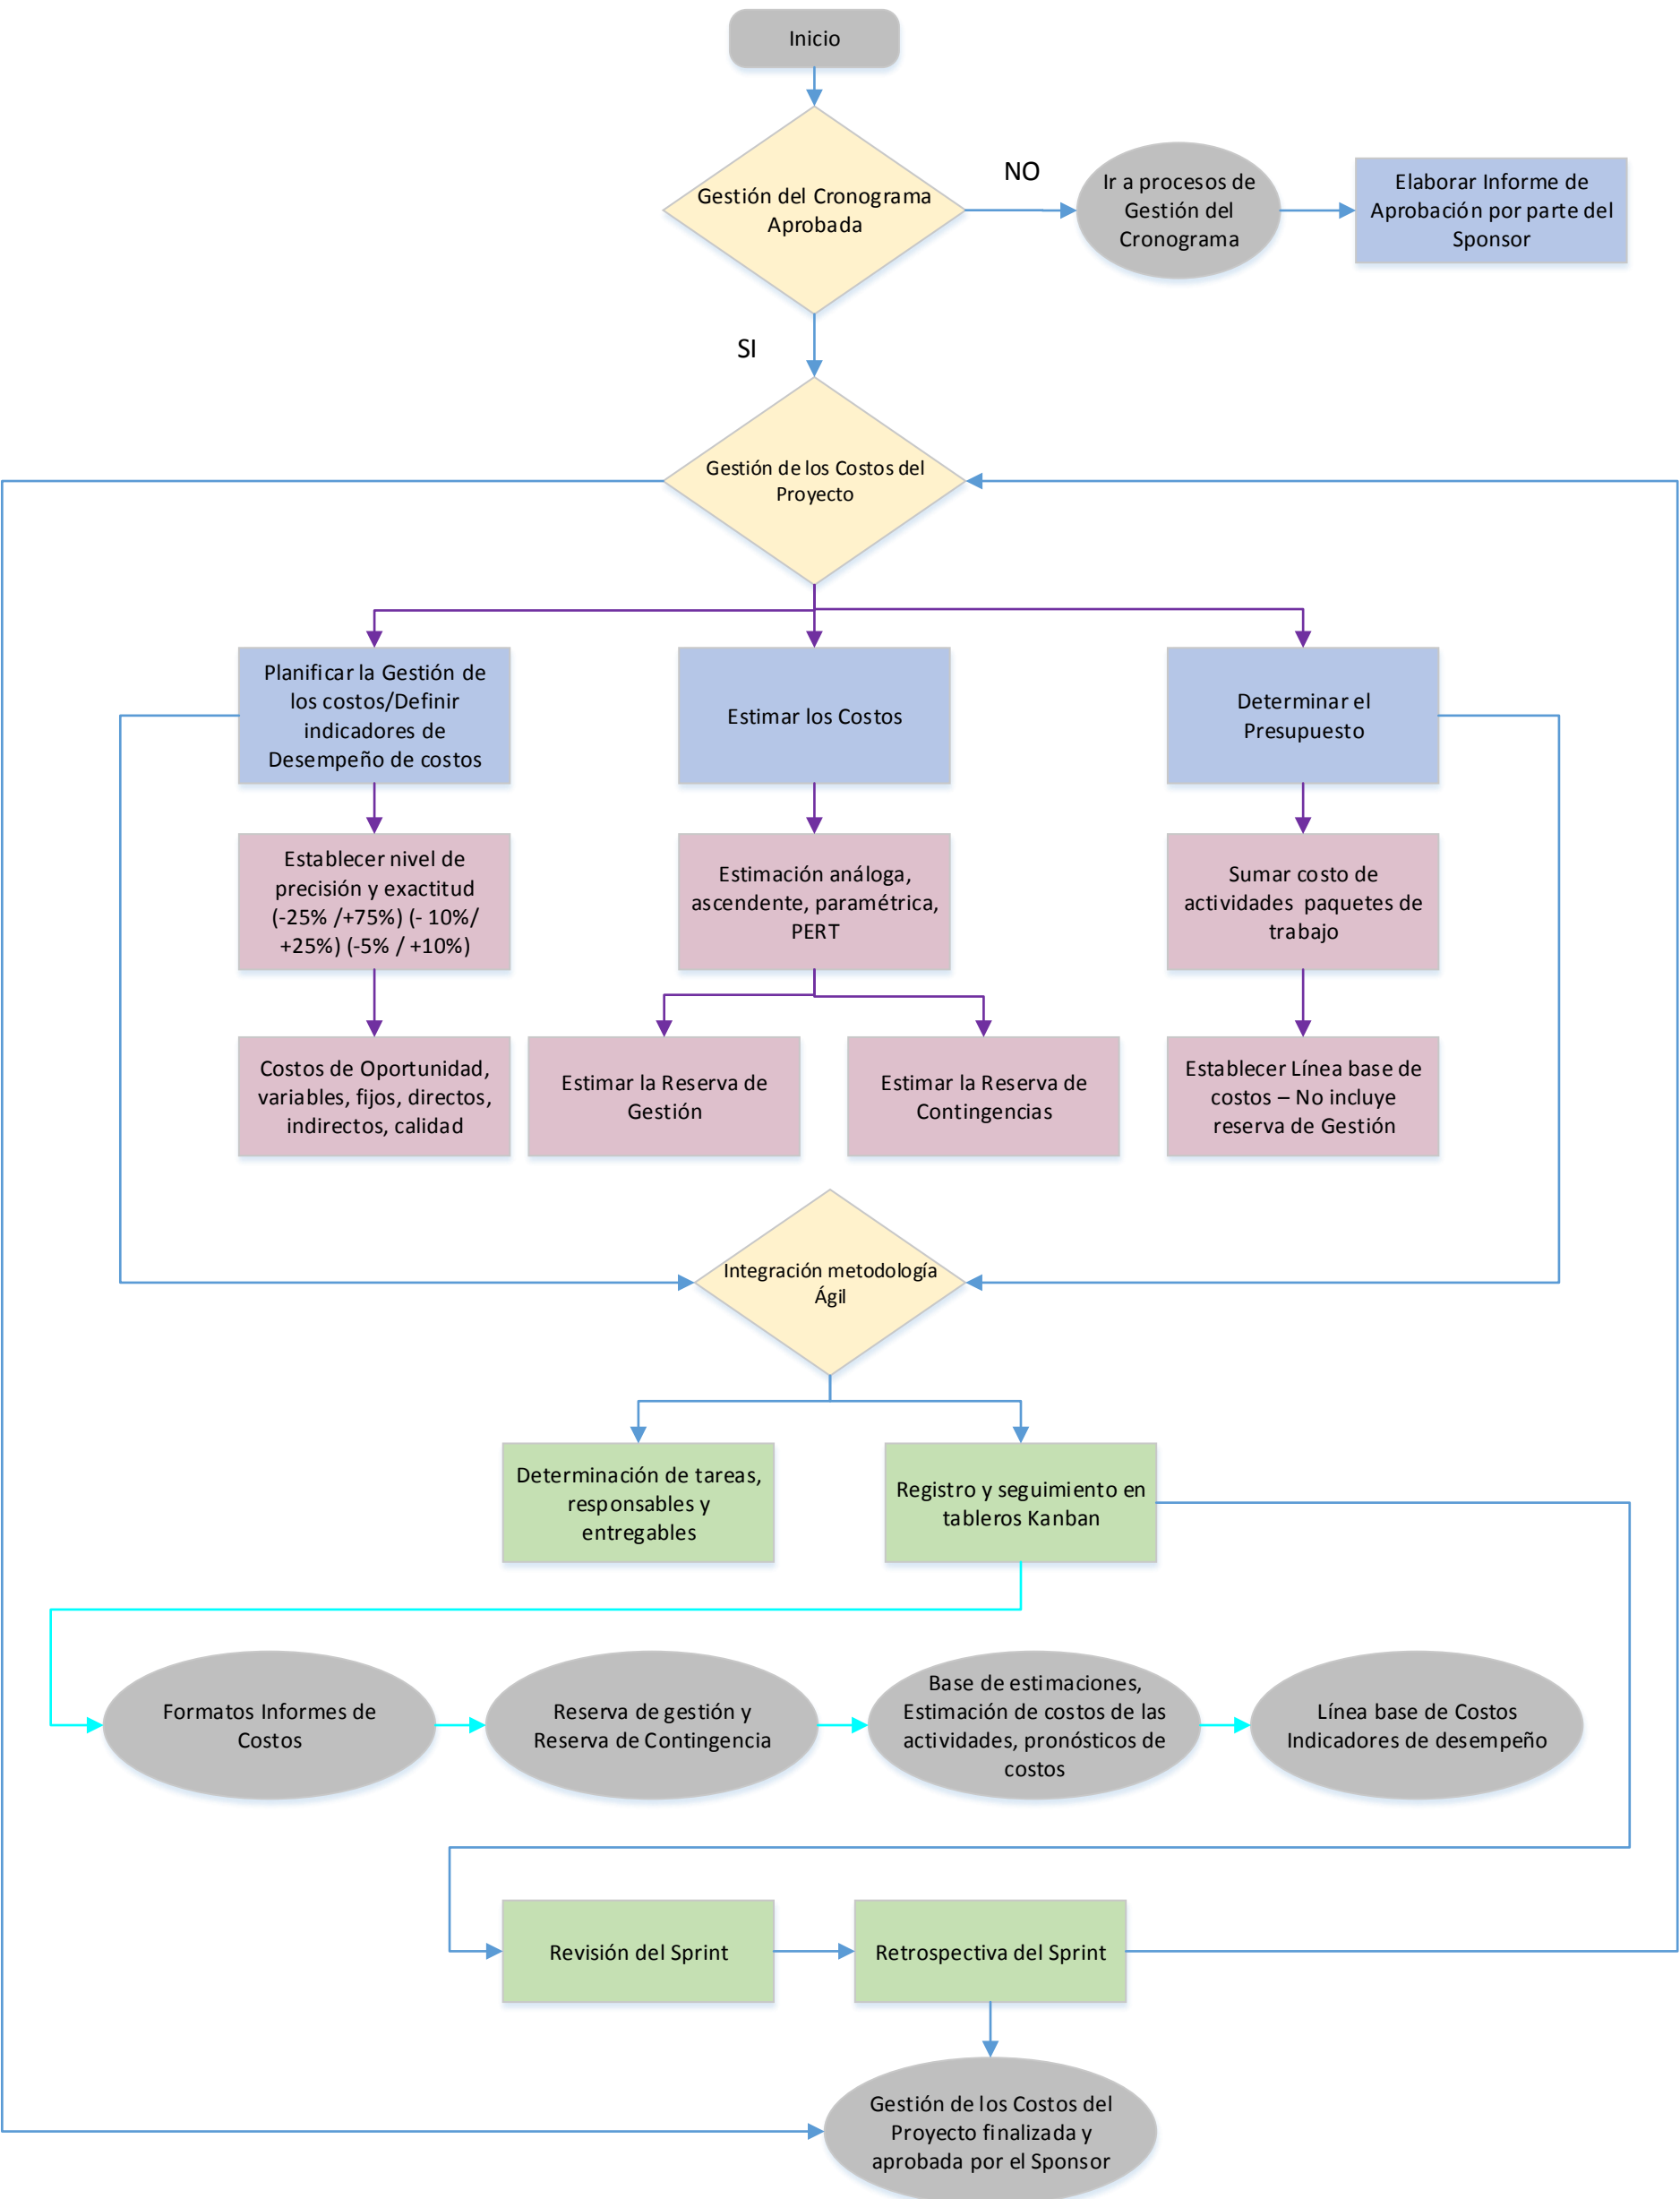 Inicio
Gestión del Cronograma
Aprobada
NO
Ir a procesos de
Gestión del
Cronograma
Elaborar Informe de
Aprobación por parte del
Sponsor
SI
Gestión de los Costos del
Proyecto
Planificar la Gestión de
los costos/Definir
indicadores de
Desempeño de costos
Estimar los Costos
Determinar el
Presupuesto
Establecer nivel de
precisión y exactitud
(-25% /+75%) (- 10%/
+25%) (-5% / +10%)
Estimación análoga,
ascendente, paramétrica,
PERT
Sumar costo de
actividades paquetes de
trabajo
Costos de Oportunidad,
variables, fijos, directos,
indirectos, calidad
Estimar la Reserva de
Gestión
Estimar la Reserva de
Contingencias
Establecer Línea base de
costos – No incluye
reserva de Gestión
Integración metodología
Ágil
Determinación de tareas,
responsables y
entregables
Registro y seguimiento en
tableros Kanban
Formatos Informes de
Costos
Reserva de gestión y
Reserva de Contingencia
Base de estimaciones,
Estimación de costos de las
actividades, pronósticos de
costos
Línea base de Costos
Indicadores de desempeño
Revisión del Sprint
Retrospectiva del Sprint
Gestión de los Costos del
Proyecto finalizada y
aprobada por el Sponsor